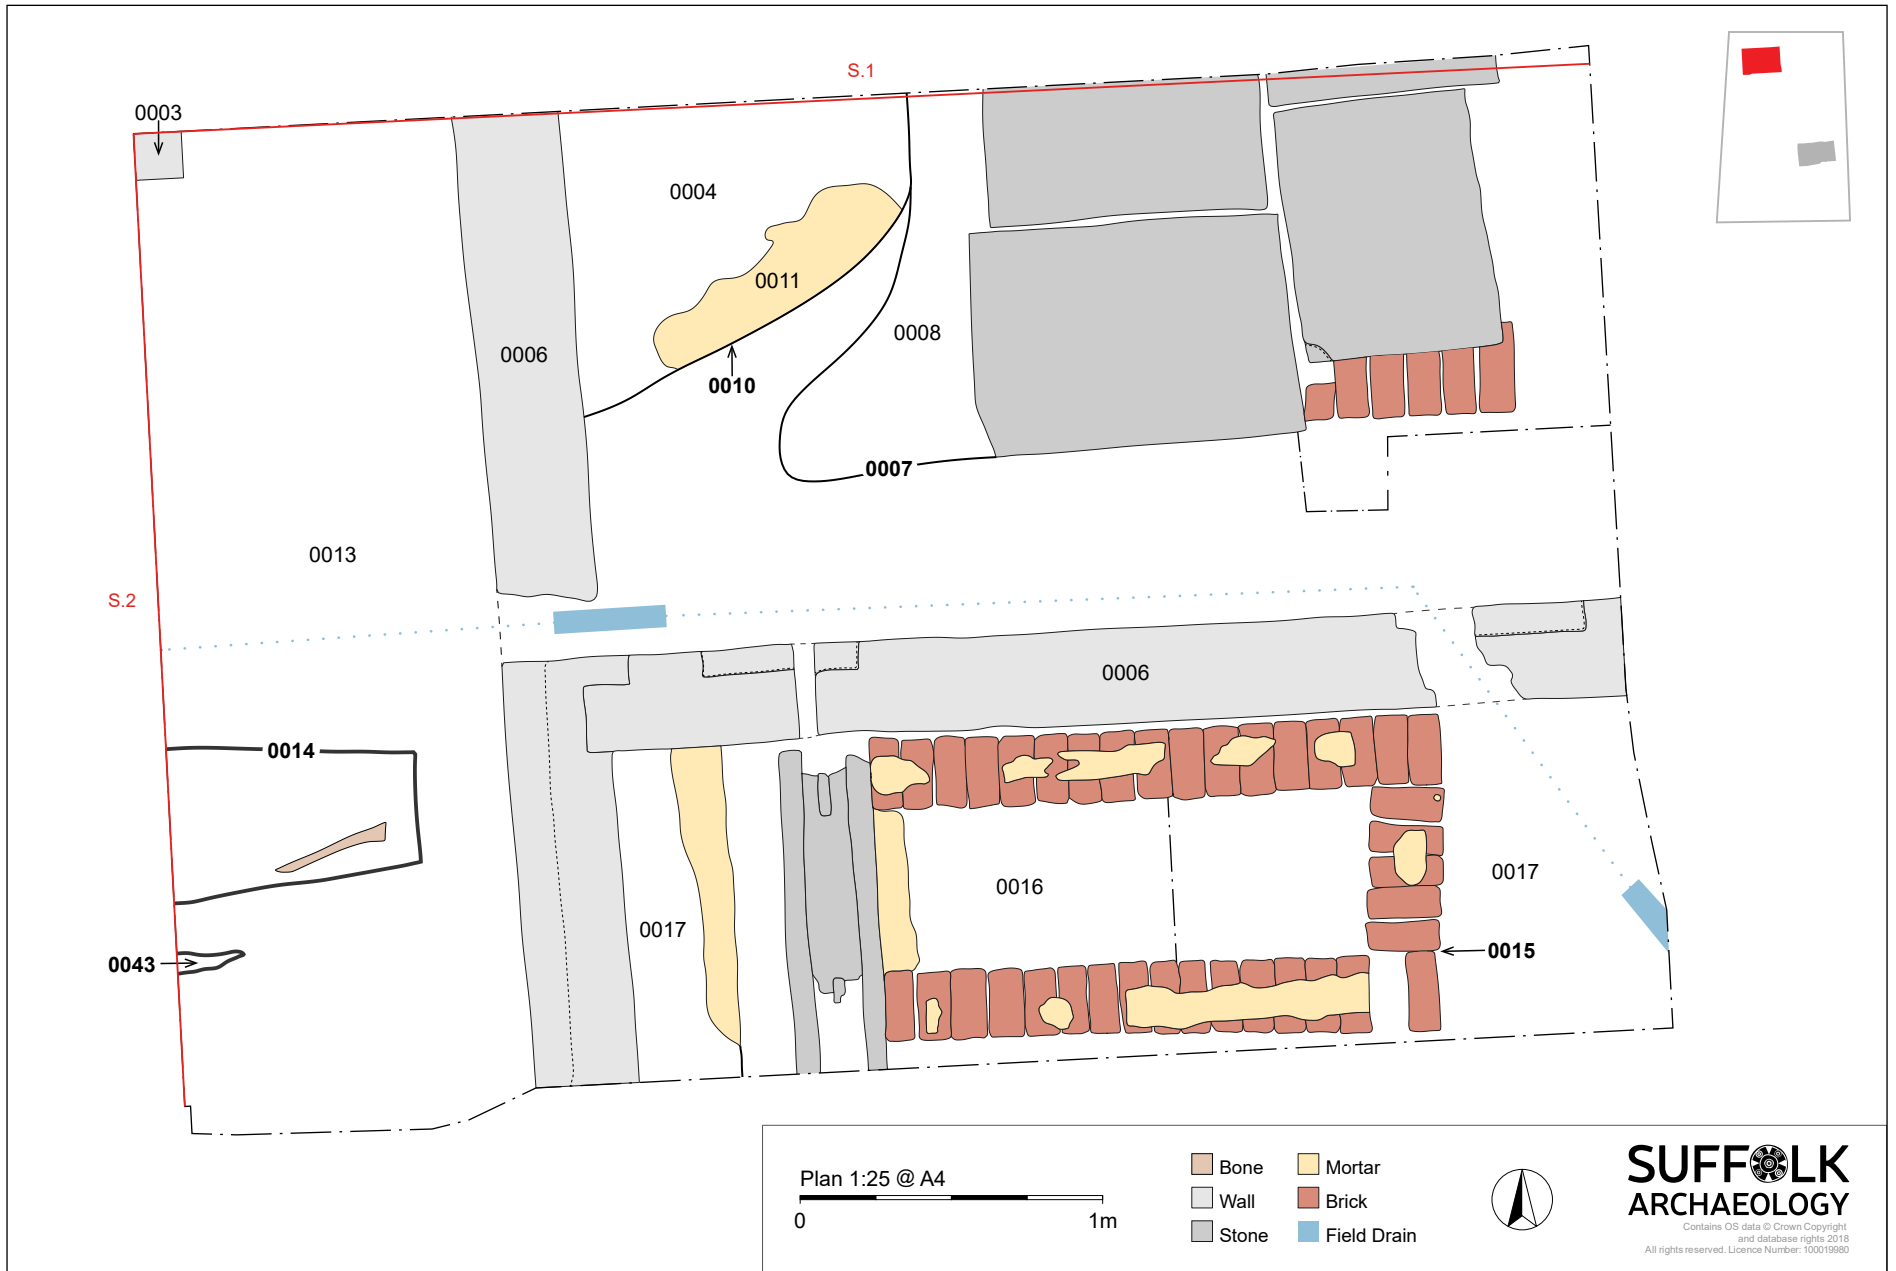 S.1
0003
0004
0011
0008
0006
0010
0007
0013
S.2
0006
0014
0016
0017
0017
0043
0015
Plan 1:25 @ A4
0 1m
Bone
Wall
Stone
Mortar
Brick
Field Drain
SUFFOLK
ARCHAEOLOGY
Contains OS data © Crown Copyright
and database rights 2018
All rights reserved. Licence Number: 100019980